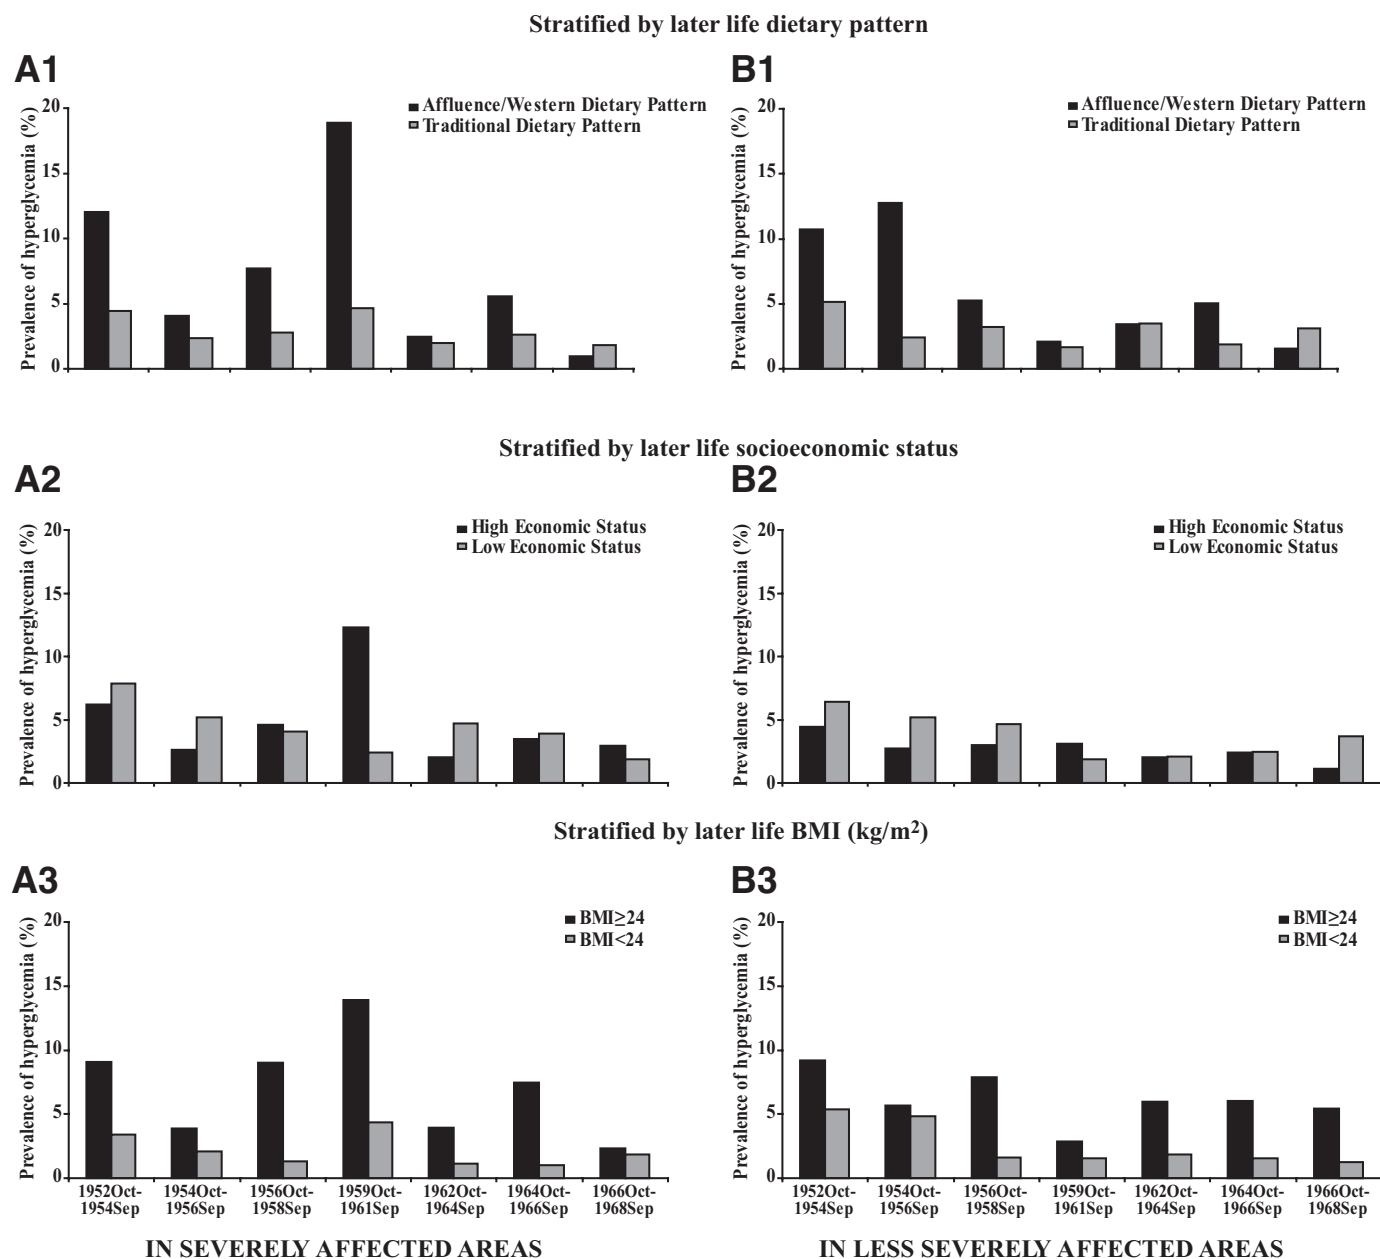 Stratified by later life dietary pattern
A1
Prevalence of hyperglycemia (%)
20
15
10
5
0
Affluence/Western Dietary Pattern
Traditional Dietary Pattern
B1
Prevalence of hyperglycemia (%)
20
15
10
5
0
Affluence/Western Dietary Pattern
Traditional Dietary Pattern
Stratified by later life socioeconomic status
A2
Prevalence of hyperglycemia (%)
20
15
10
5
0
High Economic Status
Low Economic Status
B2
Prevalence of hyperglycemia (%)
20
15
10
5
0
High Economic Status
Low Economic Status
Stratified by later life BMI (kg/m²)
A3
Prevalence of hyperglycemia (%)
20
15
10
5
0
BMI≥24
BMI<24
1952Oct-
1954Sep
1954Oct-
1956Sep
1956Oct-
1958Sep
1959Oct-
1961Sep
1962Oct-
1964Sep
1964Oct-
1966Sep
1966Oct-
1968Sep
IN SEVERELY AFFECTED AREAS
B3
Prevalence of hyperglycemia (%)
20
15
10
5
0
BMI≥24
BMI<24
1952Oct-
1954Sep
1954Oct-
1956Sep
1956Oct-
1958Sep
1959Oct-
1961Sep
1962Oct-
1964Sep
1964Oct-
1966Sep
1966Oct-
1968Sep
IN LESS SEVERELY AFFECTED AREAS